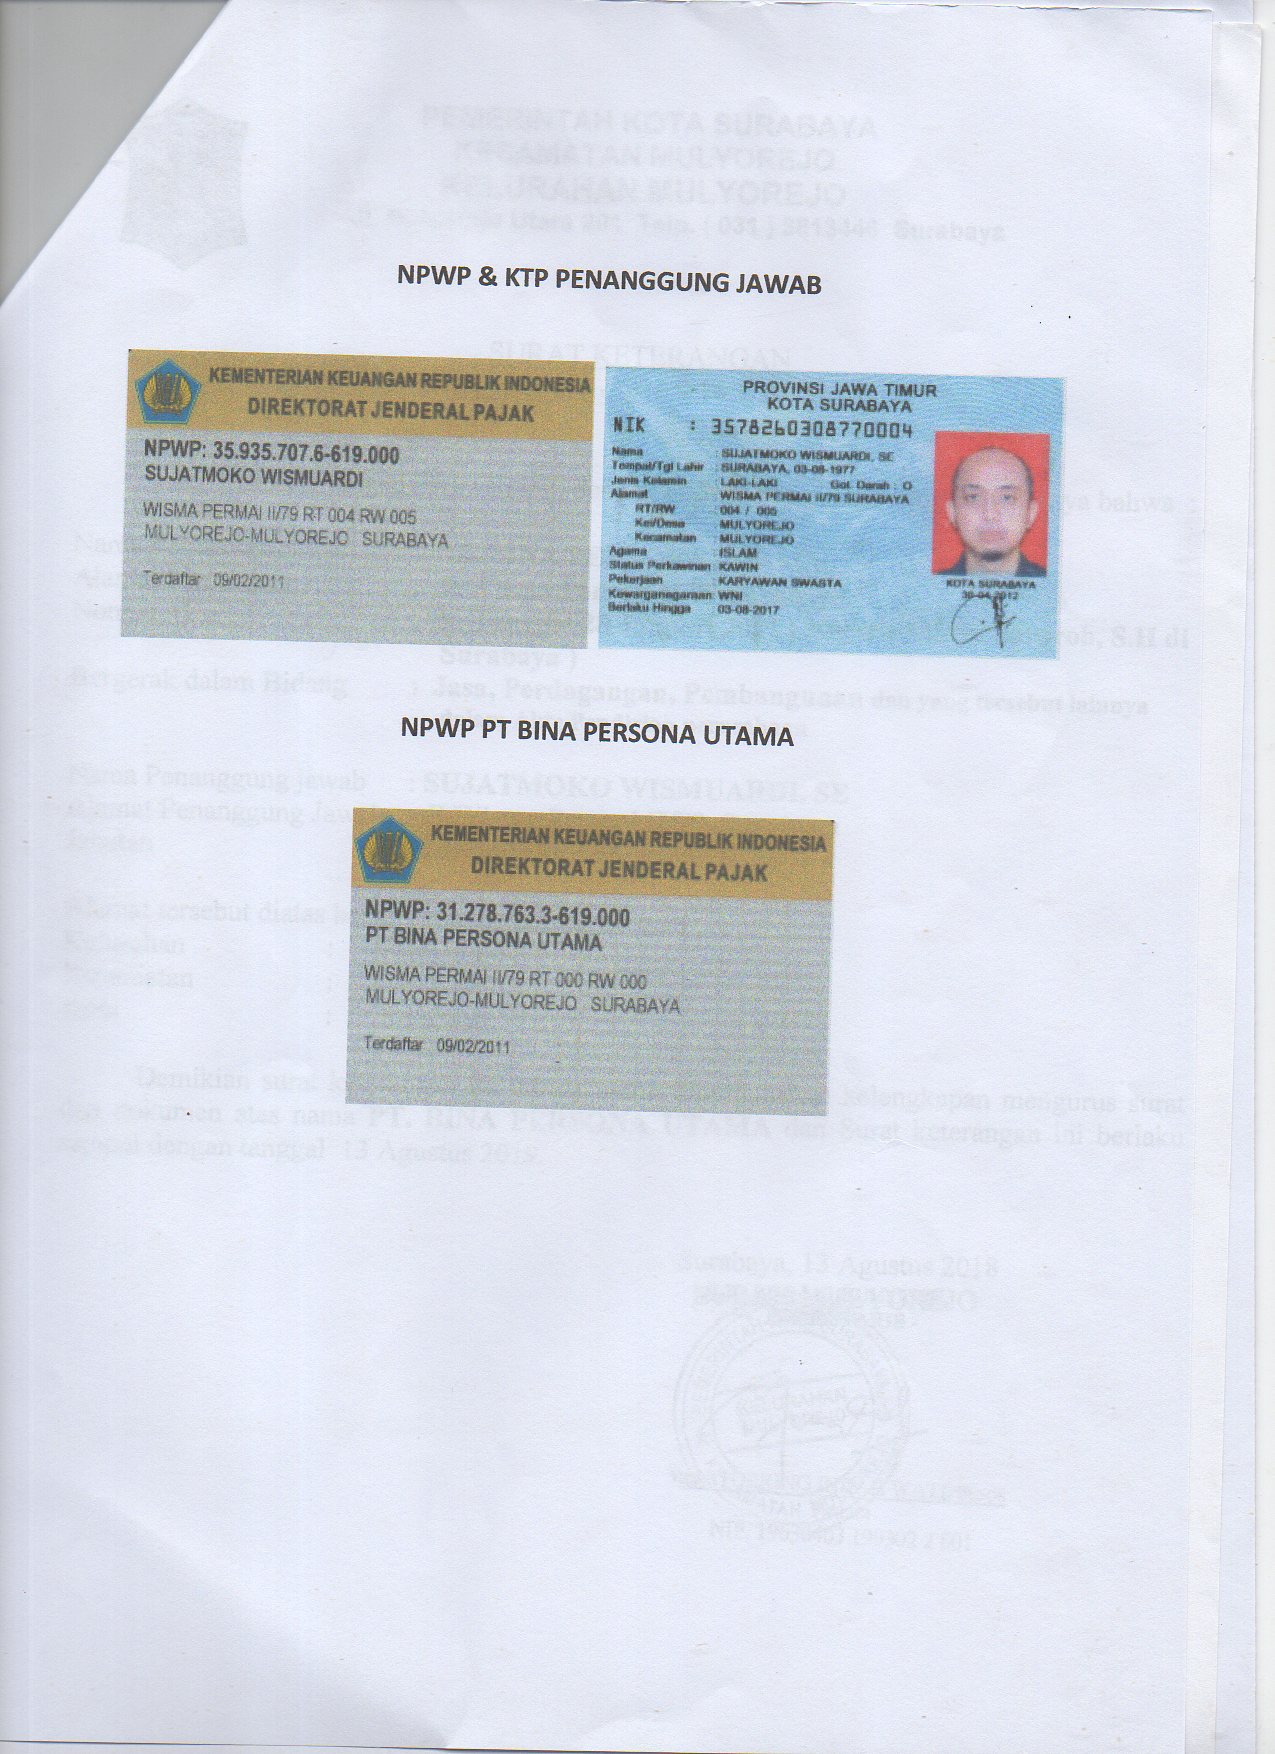 NPWP & KTP PENANGGUNG JAWAB
KEMENTERIAN KEUANGAN REPUBLIK INDONESIA
DIREKTORAT JENDERAL PAJAK
NPWP: 35.935.707.6-619.000
SUJATMOKO WISMUARDI
WISMA PERMAI II/79 RT 004 RW 005
MULYOREJO-MULYOREJO SURABAYA
Terdaftar 09/02/2011
PROVINSI JAWA TIMUR
KOTA SURABAYA
NIK : 3578260308770004
Nama : SUJATMOKO WISMUARDI, SE
Tempat/Tgl Lahir : SURABAYA, 03-08-1977
Jenis Kelamin : LAKI-LAKI Gol. Darah : O
Alamat : WISMA PERMAI II/79 SURABAYA
RT/RW : 004 / 005
Kel/Desa : MULYOREJO
Kecamatan : MULYOREJO
Agama : ISLAM
Status Perkawinan : KAWIN
Pekerjaan : KARYAWAN SWASTA
Kewarganegaraan : WNI
Berlaku Hingga : 03-08-2017
KOTA SURABAYA
30-04-2012
NPWP PT BINA PERSONA UTAMA
KEMENTERIAN KEUANGAN REPUBLIK INDONESIA
DIREKTORAT JENDERAL PAJAK
NPWP: 31.278.763.3-619.000
PT BINA PERSONA UTAMA
WISMA PERMAI II/79 RT 000 RW 000
MULYOREJO-MULYOREJO SURABAYA
Terdaftar 09/02/2011